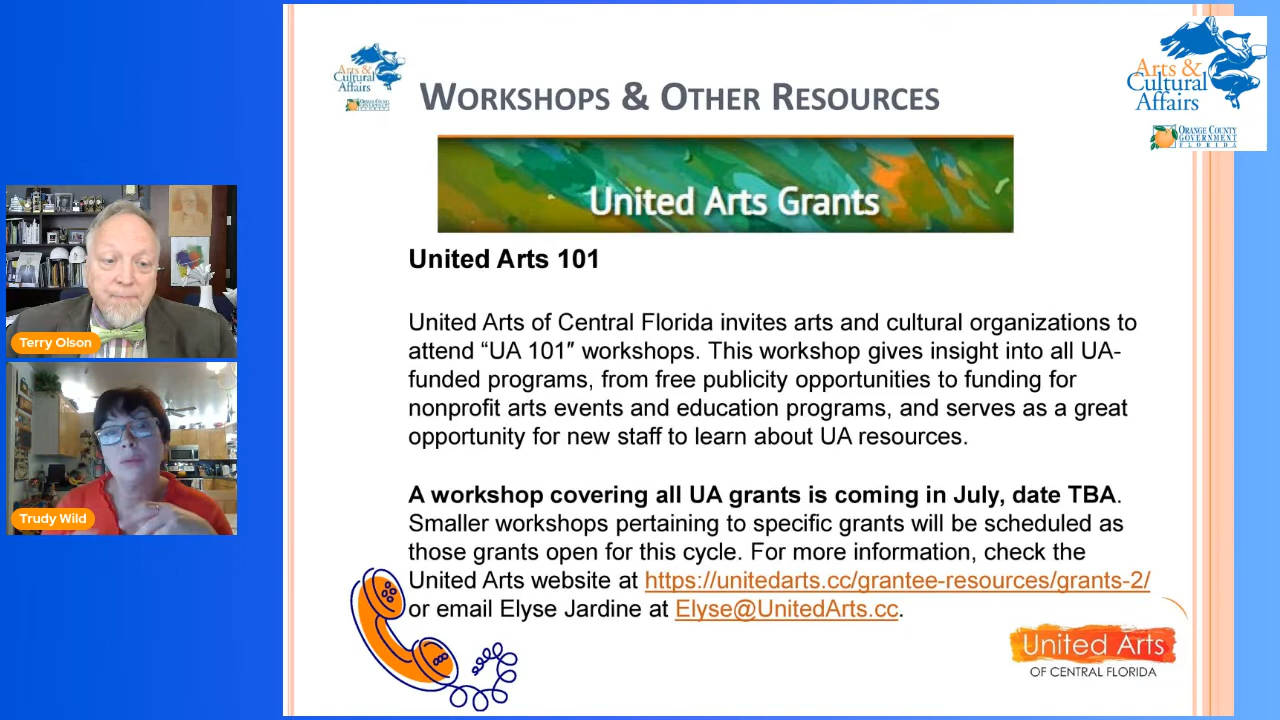 Arts &
Cultural
Affairs
ORANGE COUNTY
GOVERNMENT
FLORIDA
WORKSHOPS & OTHER RESOURCES
Arts &
Cultural
Affairs
ORANGE COUNTY
GOVERNMENT
FLORIDA
United Arts Grants
United Arts 101
United Arts of Central Florida invites arts and cultural organizations to
attend “UA 101″ workshops. This workshop gives insight into all UA-
funded programs, from free publicity opportunities to funding for
nonprofit arts events and education programs, and serves as a great
opportunity for new staff to learn about UA resources.
A workshop covering all UA grants is coming in July, date TBA.
Smaller workshops pertaining to specific grants will be scheduled as
those grants open for this cycle. For more information, check the
United Arts website at https://unitedarts.cc/grantee-resources/grants-2/
or email Elyse Jardine at Elyse@UnitedArts.cc.
United Arts
OF CENTRAL FLORIDA
Terry Olson
Trudy Wild